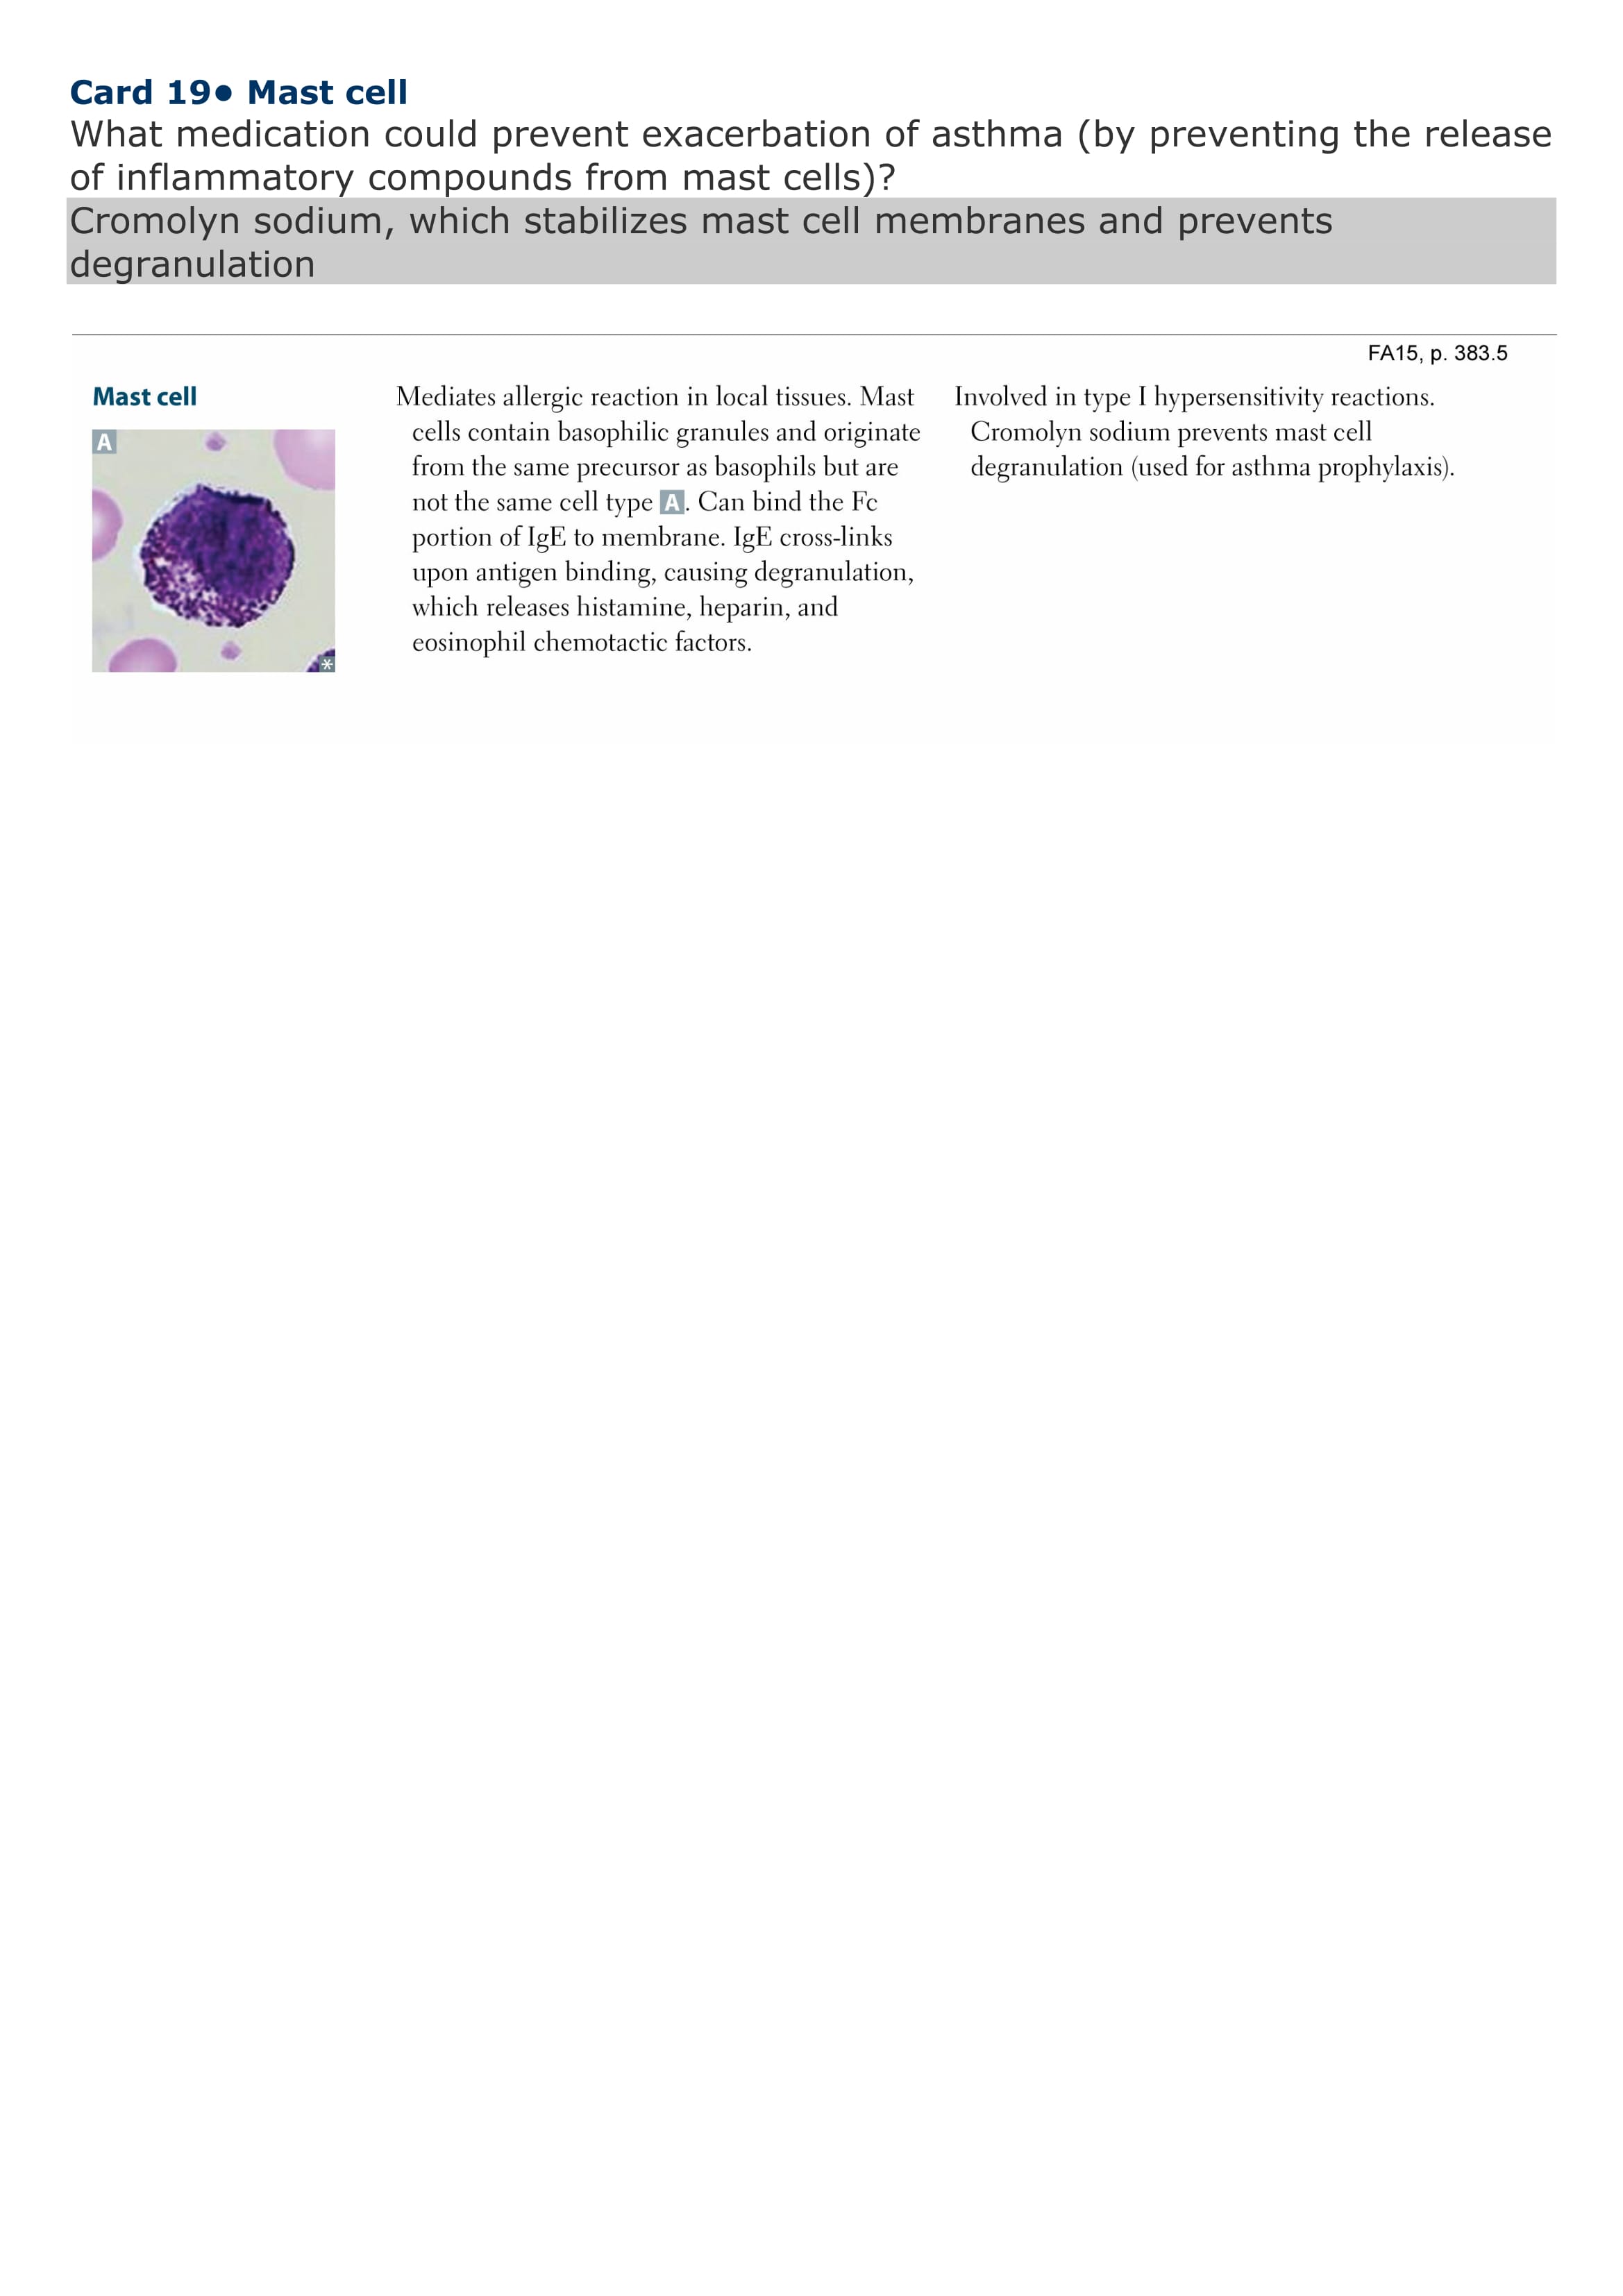 Card 19● Mast cell
What medication could prevent exacerbation of asthma (by preventing the release
of inflammatory compounds from mast cells)?
Cromolyn sodium, which stabilizes mast cell membranes and prevents
degranulation
FA15, p. 383.5
Mast cell
A
*
Mediates allergic reaction in local tissues. Mast
cells contain basophilic granules and originate
from the same precursor as basophils but are
not the same cell type A. Can bind the Fc
portion of IgE to membrane. IgE cross-links
upon antigen binding, causing degranulation,
which releases histamine, heparin, and
eosinophil chemotactic factors.
Involved in type I hypersensitivity reactions.
Cromolyn sodium prevents mast cell
degranulation (used for asthma prophylaxis).